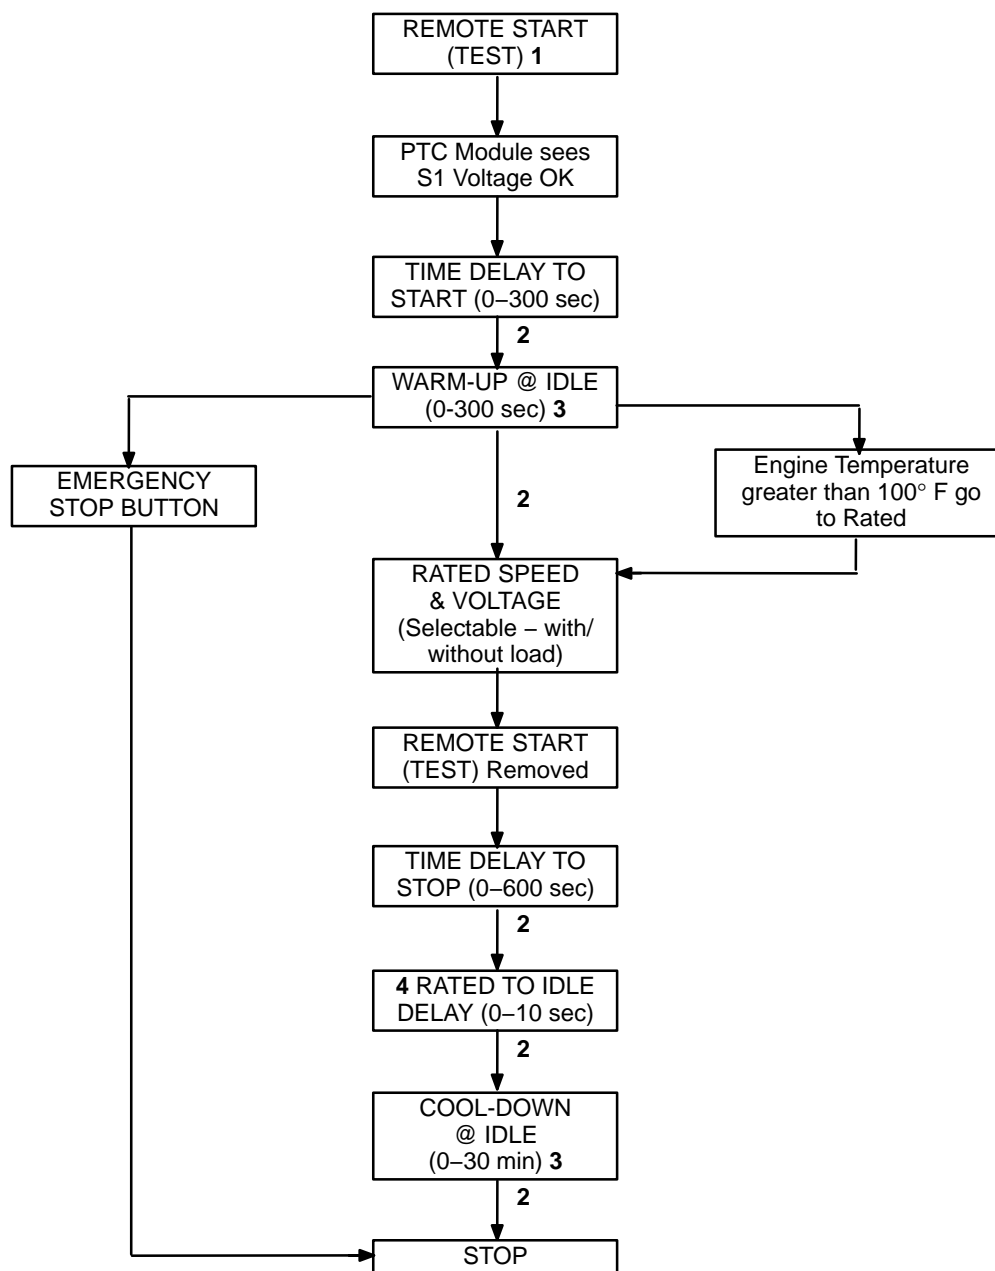 REMOTE START
(TEST) 1
PTC Module sees
S1 Voltage OK
TIME DELAY TO
START (0–300 sec)
2
WARM-UP @ IDLE
(0-300 sec) 3
EMERGENCY
STOP BUTTON
2
Engine Temperature
greater than 100° F go
to Rated
RATED SPEED
& VOLTAGE
(Selectable – with/
without load)
REMOTE START
(TEST) Removed
TIME DELAY TO
STOP (0–600 sec)
2
4 RATED TO IDLE
DELAY (0–10 sec)
2
COOL-DOWN
@ IDLE
(0–30 min) 3
2
STOP